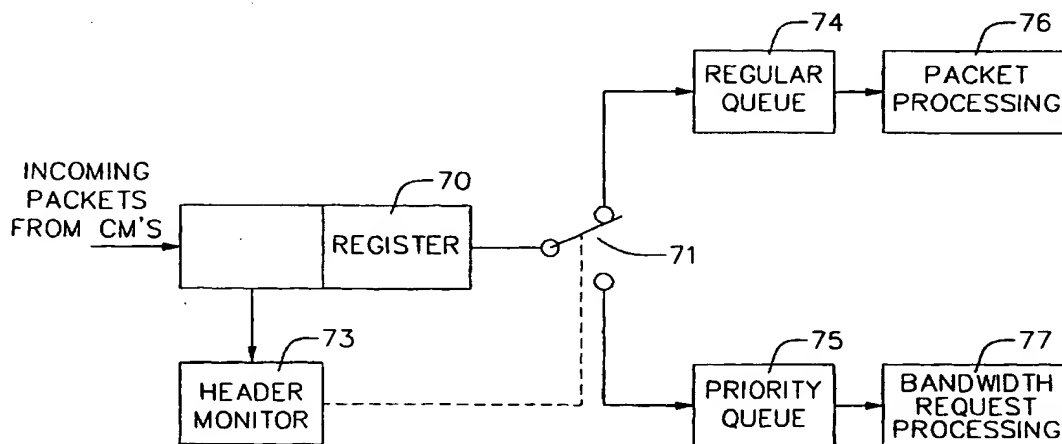 74
REGULAR
QUEUE
76
PACKET
PROCESSING
INCOMING
PACKETS
FROM CM'S
70
REGISTER
71
73
HEADER
MONITOR
75
PRIORITY
QUEUE
77
BANDWIDTH
REQUEST
PROCESSING